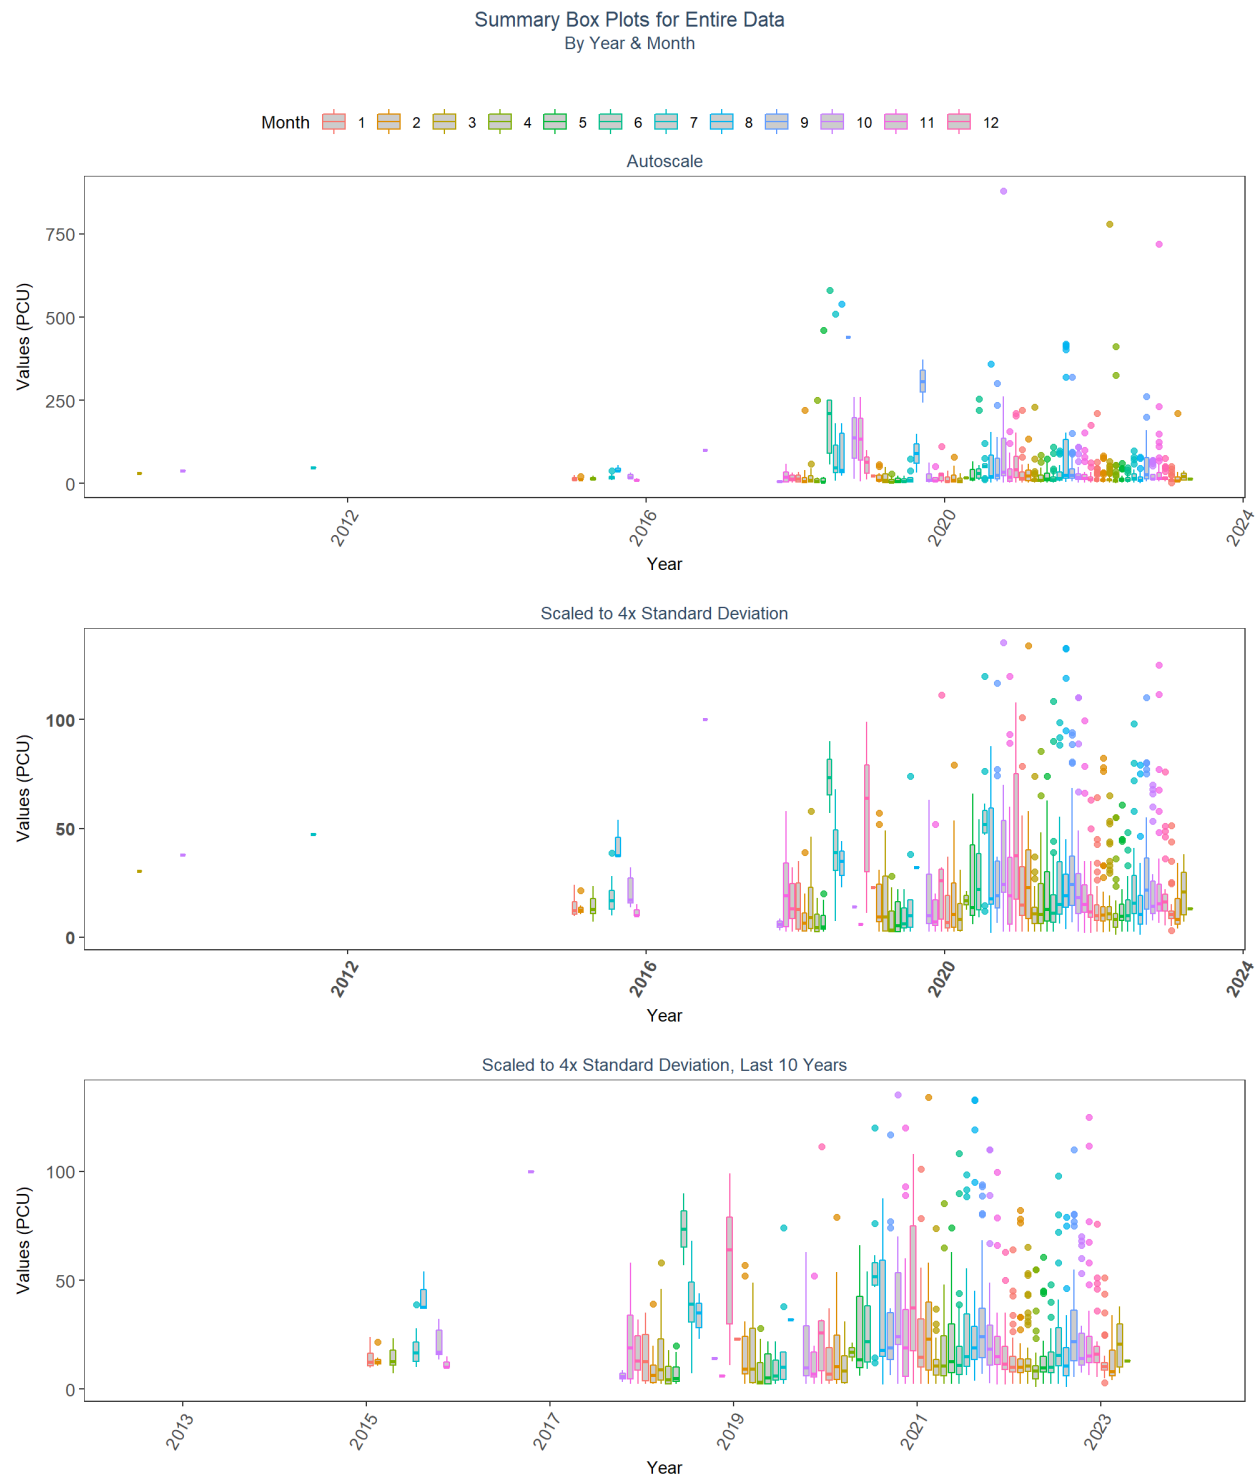 Summary Box Plots for Entire Data
By Year & Month
Month 1 2 3 4 5 6 7 8 9 10 11 12
Autoscale
Values (PCU)
750
500
250
0
2012 2016 2020 2024
Year
Scaled to 4x Standard Deviation
Values (PCU)
100
50
0
2012 2016 2020 2024
Year
Scaled to 4x Standard Deviation, Last 10 Years
Values (PCU)
100
50
0
2013 2015 2017 2019 2021 2023
Year